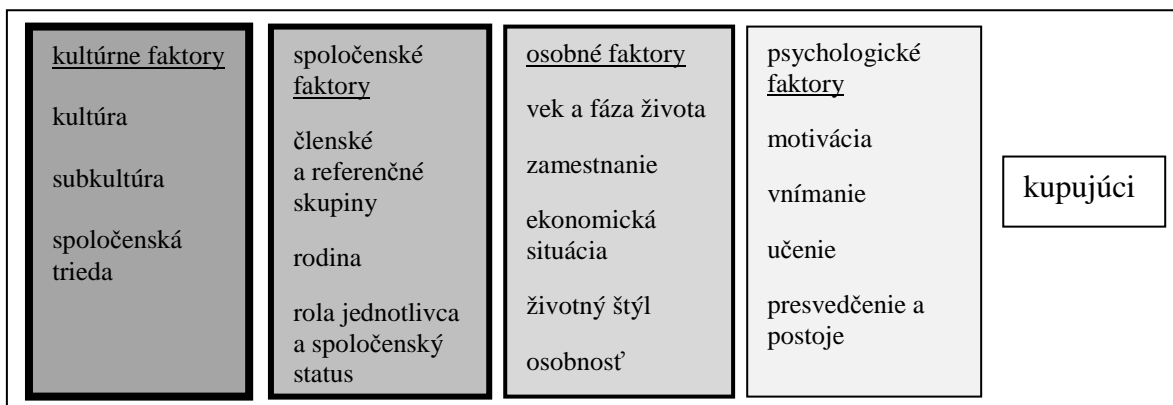 kultúrne faktory
kultúra
subkultúra
spoločenská
trieda
spoločenské
faktory
členské
a referenčné
skupiny
rodina
rola jednotlivca
a spoločenský
status
osobné faktory
vek a fáza života
zamestnanie
ekonomická
situácia
životný štýl
osobnosť
psychologické
faktory
motivácia
vnímanie
učenie
presvedčenie a
postoje
kupujúci